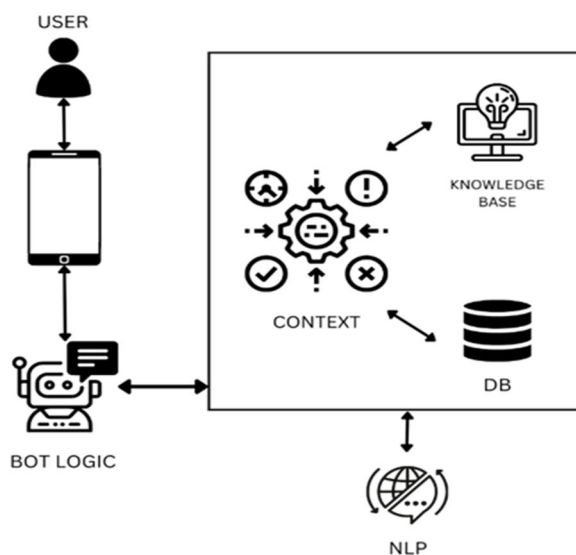 USER
KNOWLEDGE
BASE
CONTEXT
DB
BOT LOGIC
NLP